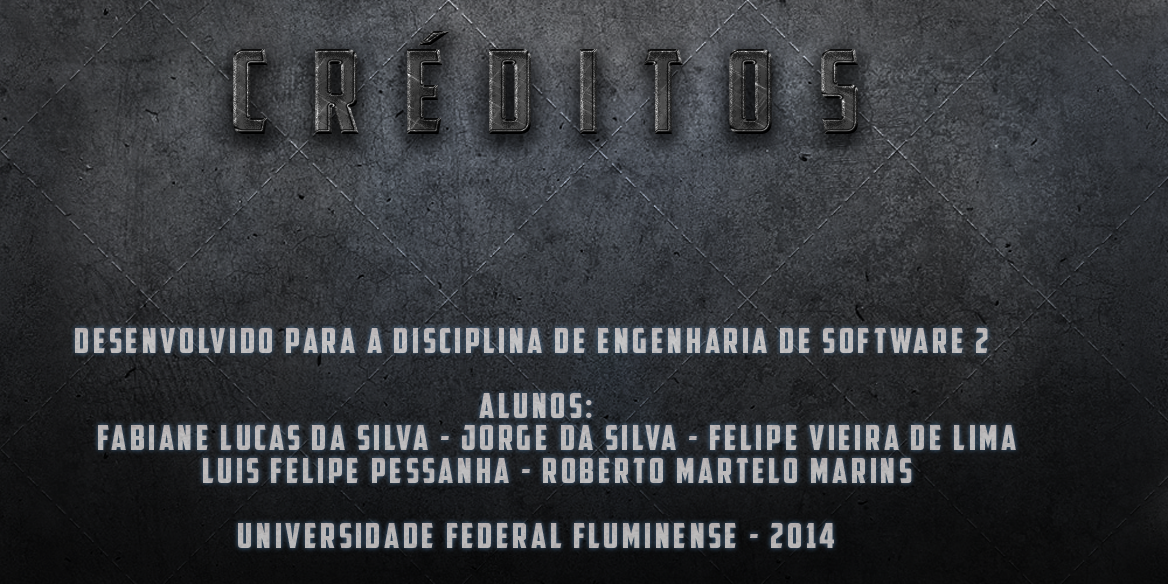 CRÉDITOS
DESENVOLVIDO PARA A DISCIPLINA DE ENGENHARIA DE SOFTWARE 2
ALUNOS:
FABIANE LUCAS DA SILVA - JORGE DA SILVA - FELIPE VIEIRA DE LIMA
LUIS FELIPE PESSANHA - ROBERTO MARTELO MARINS
UNIVERSIDADE FEDERAL FLUMINENSE - 2014